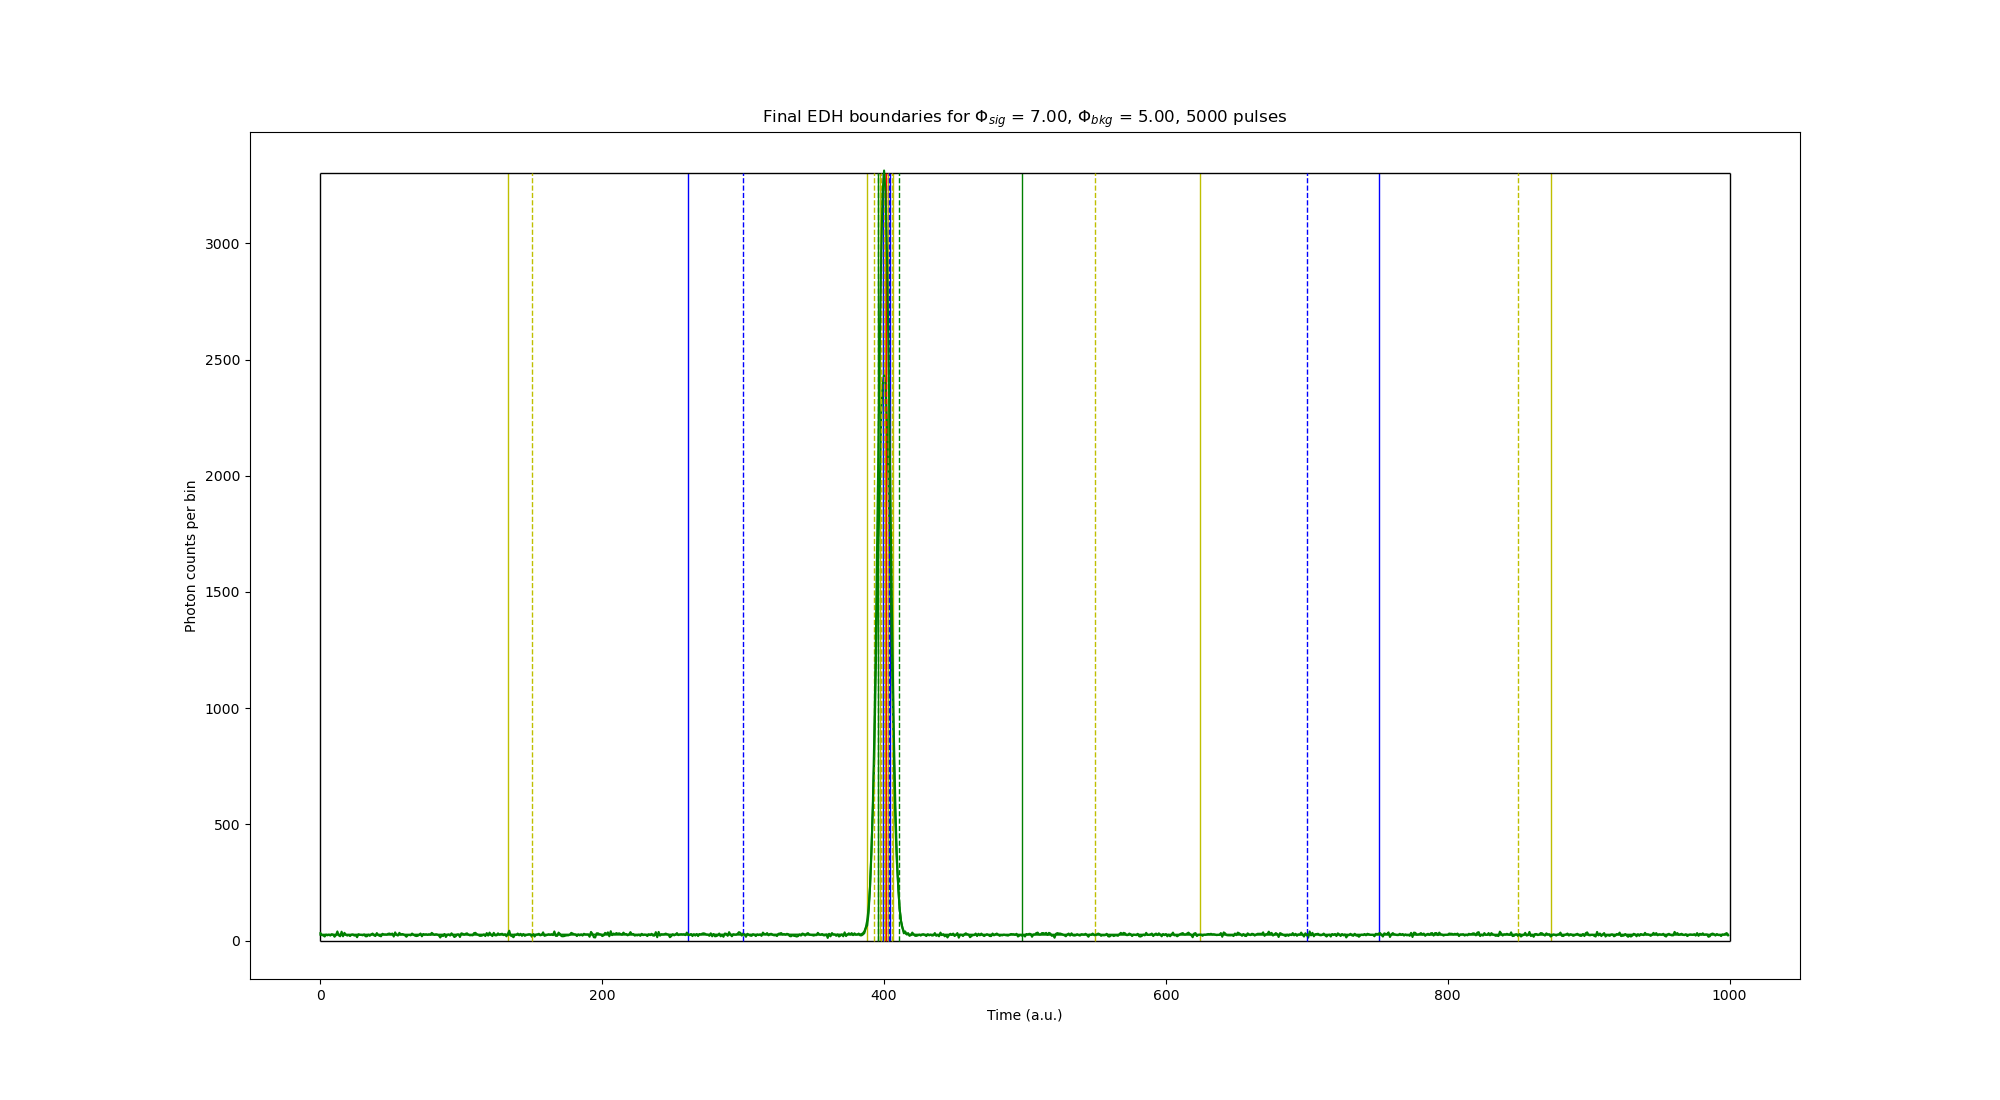 Final EDH boundaries for Φsig = 7.00, Φbkg = 5.00, 5000 pulses
Photon counts per bin
3000
2500
2000
1500
1000
500
0
0 200 400 600 800 1000
Time (a.u.)